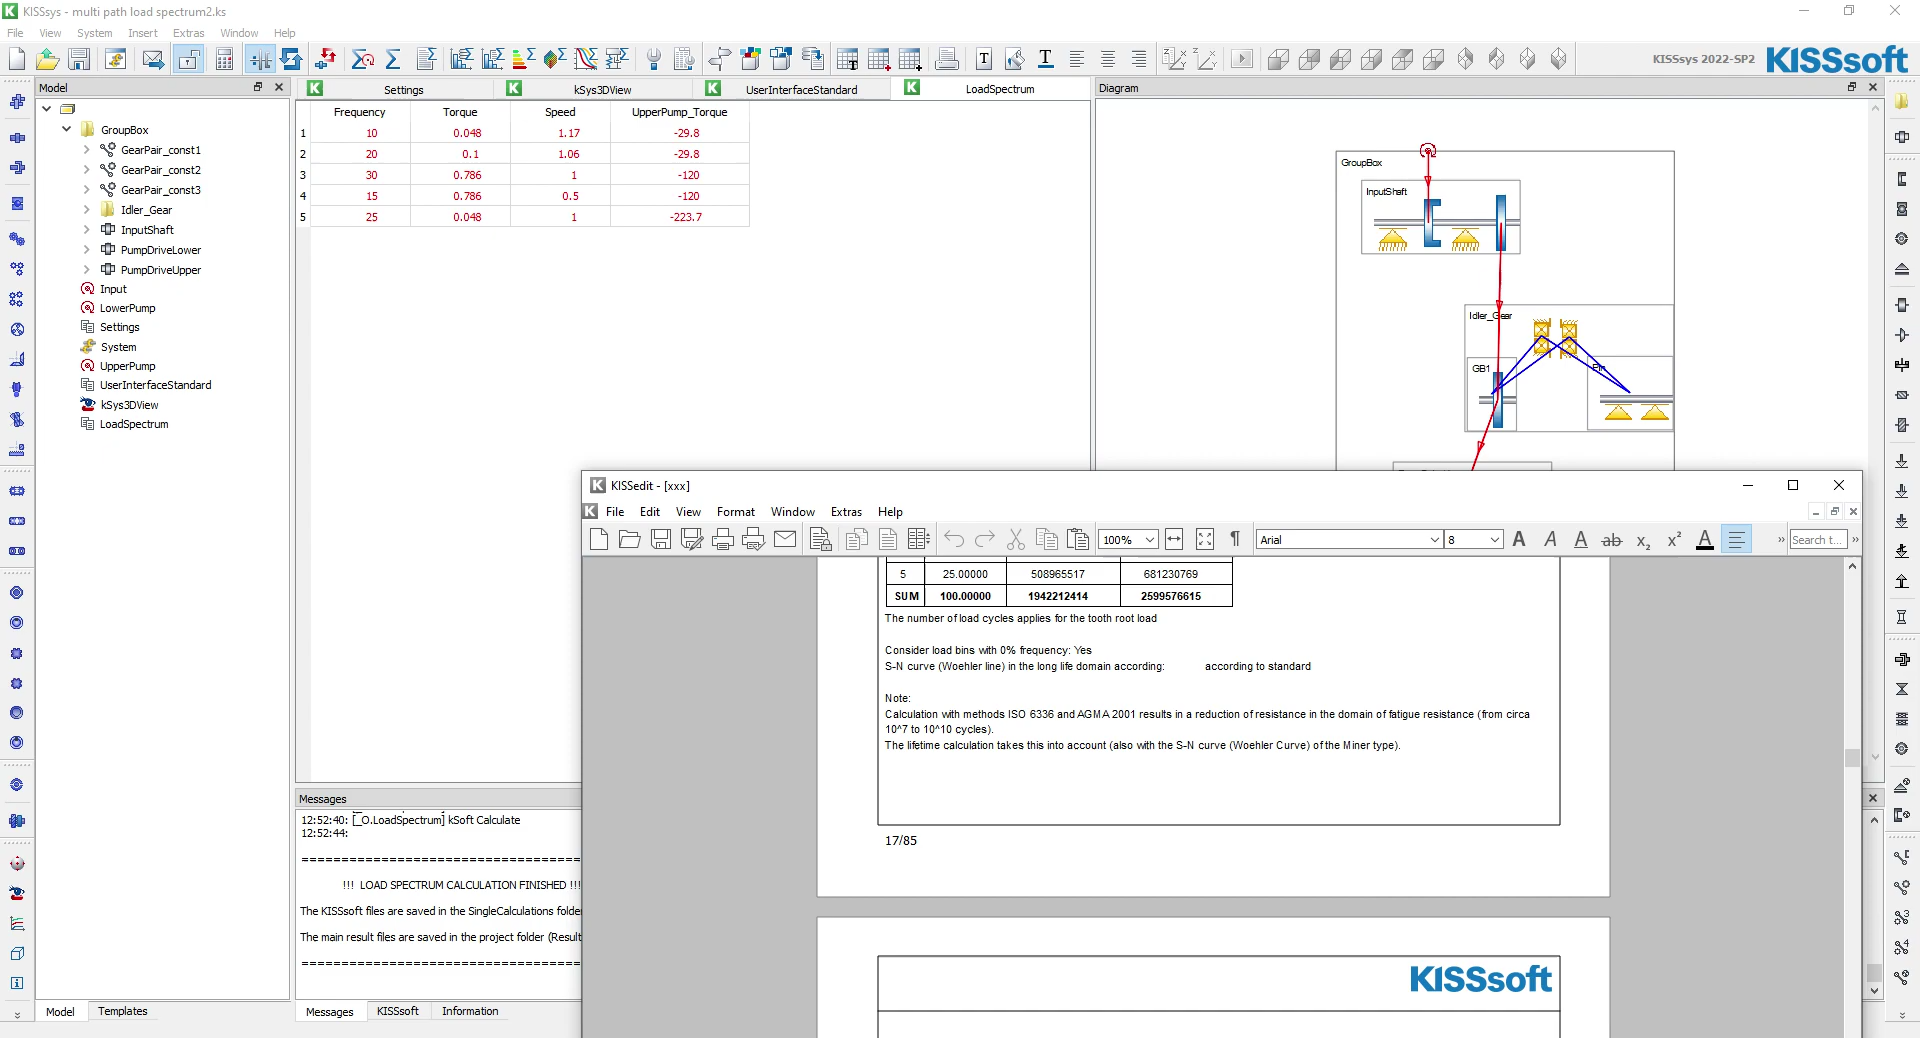 KISSsys - multi path load spectrum2.ks
File View System Insert Extras Window Help
KISSsys 2022-SP2 KISSsoft
Model
GroupBox
GearPair_const1
GearPair_const2
GearPair_const3
Idler_Gear
InputShaft
PumpDriveLower
PumpDriveUpper
Input
LowerPump
Settings
System
UpperPump
UserInterfaceStandard
kSys3DView
LoadSpectrum
Model Templates
Settings kSys3DView UserInterfaceStandard LoadSpectrum
Frequency Torque Speed UpperPump_Torque
1 10 0.048 1.17 -29.8
2 20 0.1 1.06 -29.8
3 30 0.786 1 -120
4 15 0.786 0.5 -120
5 25 0.048 1 -223.7
Diagram
GroupBox
InputShaft
Idler_Gear
GB1
Pin
Messages
12:52:40: [_O.LoadSpectrum] kSoft Calculate
12:52:44:
!!! LOAD SPECTRUM CALCULATION FINISHED !!!
The KISSsoft files are saved in the SingleCalculations folde
The main result files are saved in the project folder (Result
Messages KISSsoft Information
KISSedit - [xxx]
File Edit View Format Window Extras Help
100% Arial 8 Search t...
5 25.00000 508965517 681230769
SUM 100.00000 1942212414 2599576615
The number of load cycles applies for the tooth root load
Consider load bins with 0% frequency: Yes
S-N curve (Woehler line) in the long life domain according: according to standard
Note:
Calculation with methods ISO 6336 and AGMA 2001 results in a reduction of resistance in the domain of fatigue resistance (from circa
10^7 to 10^10 cycles).
The lifetime calculation takes this into account (also with the S-N curve (Woehler Curve) of the Miner type).
17/85
KISSsoft